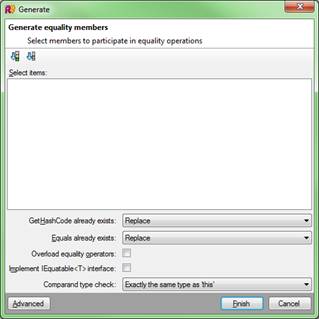 Generate
Generate equality members
Select members to participate in equality operations
Select items:
GetHashCode already exists: Replace
Equals already exists: Replace
Overload equality operators:
Implement IEquatable<T> interface:
Comparand type check: Exactly the same type as 'this'
Advanced Finish Cancel